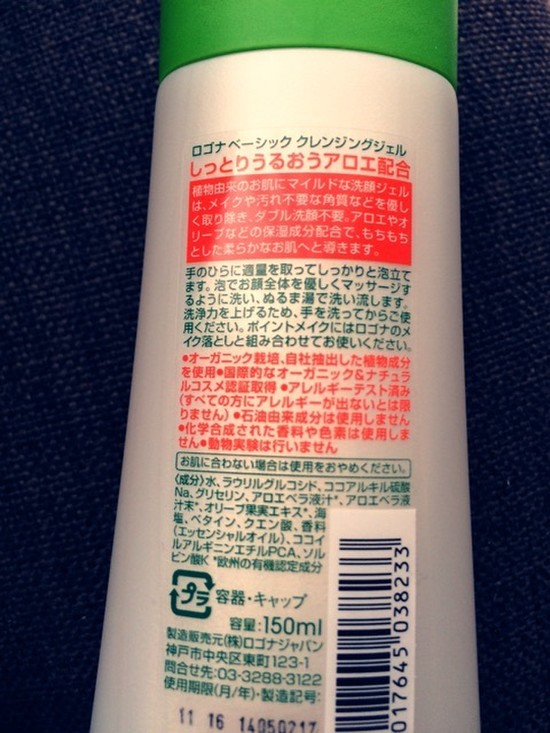 ロゴナ ベーシック クレンジングジェル
しっとりうるおうアロエ配合
植物由来のお肌にマイルドな洗顔ジェル
は、メイクや汚れ不要な角質などを優し
く取り除き、ダブル洗顔不要。アロエやオ
リーブなどの保湿成分配合で、もちもち
とした柔らかなお肌へと導きます。
手のひらに適量を取ってしっかりと泡立て
ます。泡でお顔全体を優しくマッサージす
るように洗い、ぬるま湯で洗い流します。
洗浄力を上げるため、手を洗ってからご使
用ください。ポイントメイクにはロゴナのメ
イク落としと組み合わせてお使いください。
●オーガニック栽培、自社抽出した植物成分
を使用●国際的なオーガニック&ナチュラ
ルコスメ認証取得 ●アレルギーテスト済み
(すべての方にアレルギーが出ないとは限
りません) ●石油由来成分は使用しません
●化学合成された香料や色素は使用しま
せん●動物実験は行いません
お肌に合わない場合は使用をおやめください。
〈成分〉水、ラウリルグルコシド、ココアルキル硫酸
Na、グリセリン、アロエベラ液汁*、アロエベラ液
汁末*、オリーブ果実エキス*、海
塩、ベタイン、クエン酸、香料
(エッセンシャルオイル)、ココイ
ルアルギニンエチルPCA、ソル
ビン酸K *欧州の有機認定成分
プラ 容器・キャップ
容量:150ml
製造販売元(株)ロゴナジャパン
神戸市中央区東町123-1
問合せ先:03-3288-3122
使用期限(月/年)・製造記号:
11 16 14050217
017645 038233